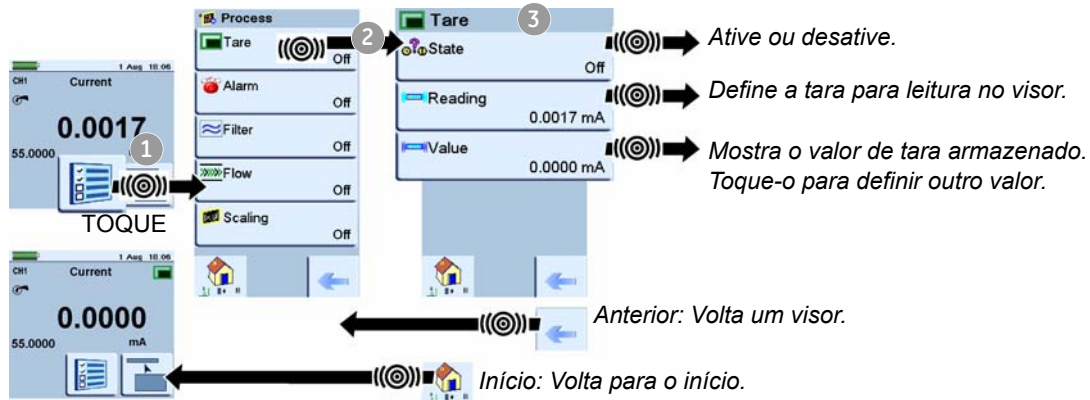 1 Aug 18:06
CH1
Current
0.0017
55.0000
1
TOQUE
Process
Tare
Off
Alarm
Off
Filter
Off
Flow
Off
Scaling
Off
2
Tare
3
State
Off
Reading
0.0017 mA
Value
0.0000 mA
Ative ou desative.
Define a tara para leitura no visor.
Mostra o valor de tara armazenado.
Toque-o para definir outro valor.
1 Aug 18:06
CH1
Current
0.0000
55.0000
mA
Anterior: Volta um visor.
Início: Volta para o início.